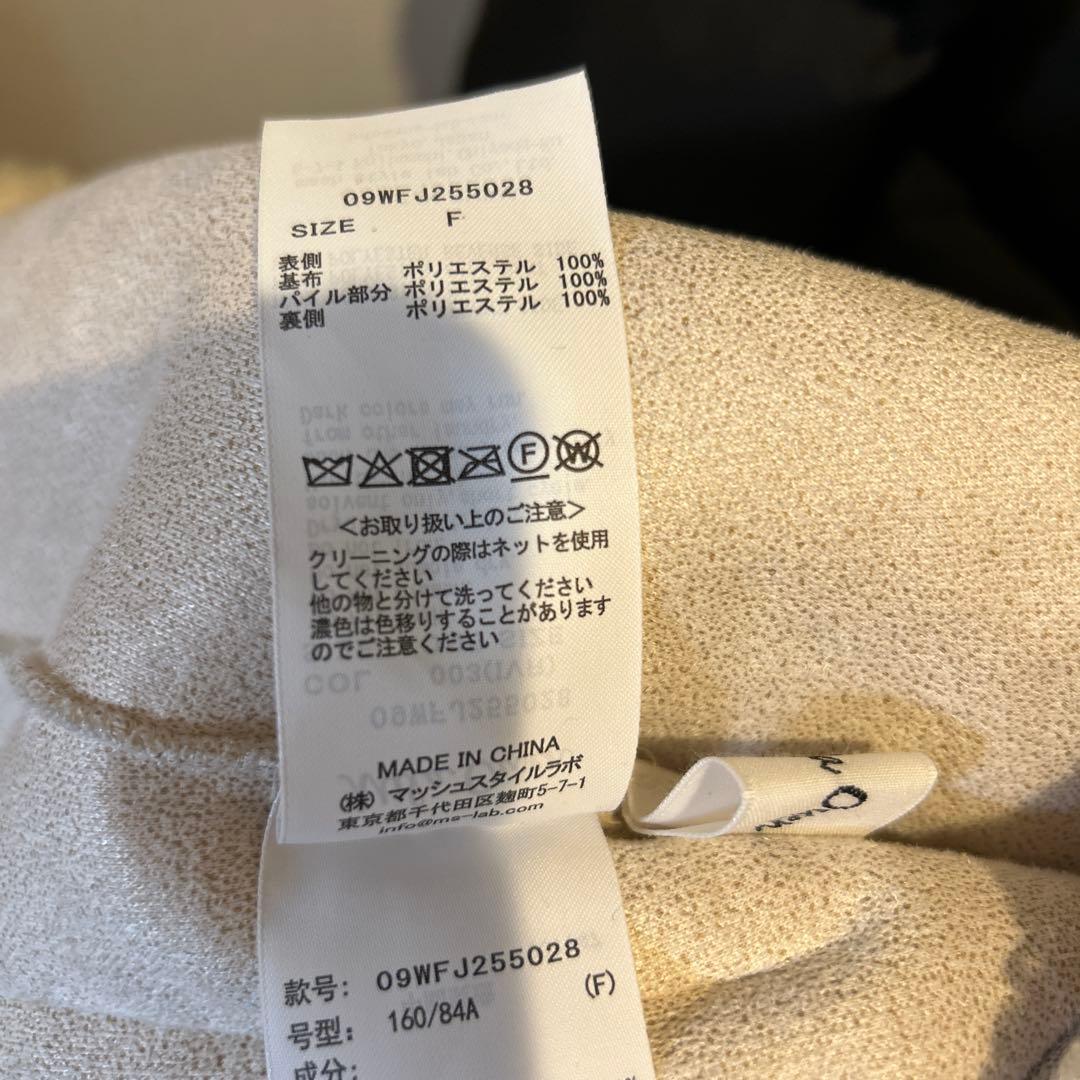 09WFJ255028
SIZE F
表側
基布 ポリエステル 100%
パイル部分 ポリエステル 100%
裏側 ポリエステル 100%
F W
<お取り扱い上のご注意>
クリーニングの際はネットを使用
してください
他の物と分けて洗ってください
濃色は色移りすることがあります
のでご注意ください
MADE IN CHINA
(株) マッシュスタイルラボ
東京都千代田区麹町5-7-1
info@ms-lab.com
款号: 09WFJ255028
号型: 160/84A (F)
成分: